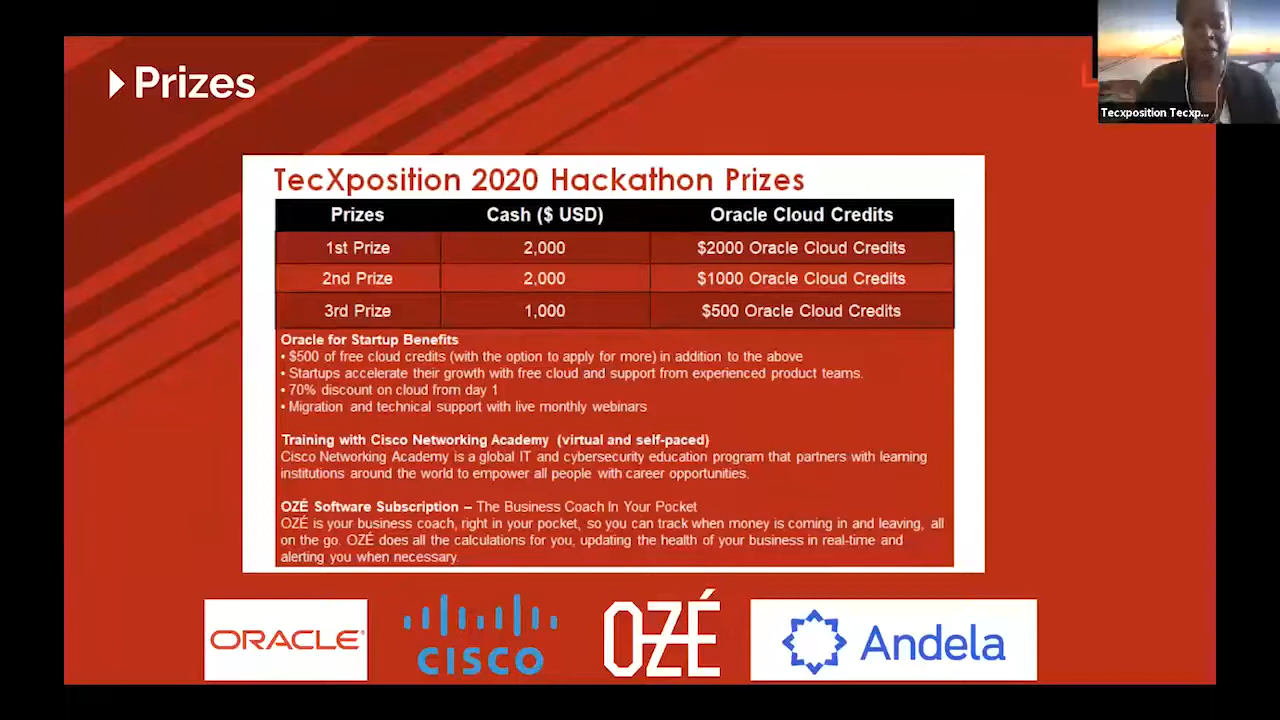 Prizes
Tecxposition Tecxp...
TecXposition 2020 Hackathon Prizes
Prizes Cash ($ USD) Oracle Cloud Credits
1st Prize 2,000 $2000 Oracle Cloud Credits
2nd Prize 2,000 $1000 Oracle Cloud Credits
3rd Prize 1,000 $500 Oracle Cloud Credits
Oracle for Startup Benefits
• $500 of free cloud credits (with the option to apply for more) in addition to the above
• Startups accelerate their growth with free cloud and support from experienced product teams.
• 70% discount on cloud from day 1
• Migration and technical support with live monthly webinars
Training with Cisco Networking Academy (virtual and self-paced)
Cisco Networking Academy is a global IT and cybersecurity education program that partners with learning
institutions around the world to empower all people with career opportunities.
OZÉ Software Subscription – The Business Coach In Your Pocket
OZÉ is your business coach, right in your pocket, so you can track when money is coming in and leaving, all
on the go. OZÉ does all the calculations for you, updating the health of your business in real-time and
alerting you when necessary.
ORACLE®
CISCO
OZÉ
Andela